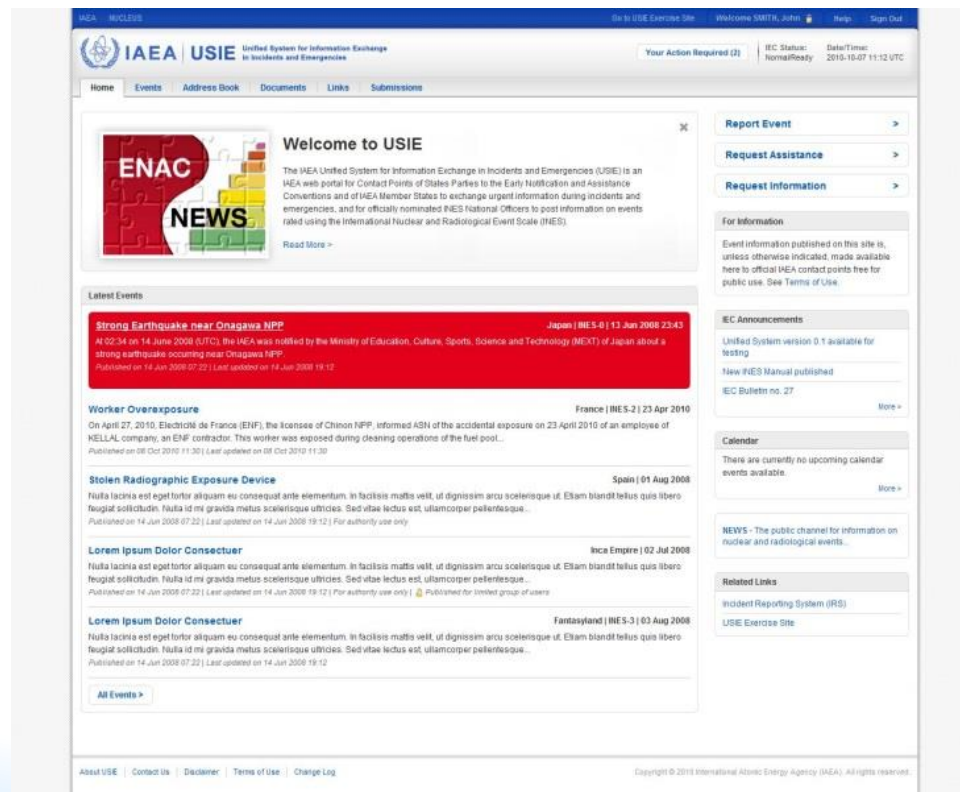 IAEA NUCLEUS
Go to USIE Exercise Site Welcome SMITH, John Help Sign Out
IAEA USIE Unified System for Information Exchange
in Incidents and Emergencies
Your Action Required (2)
IEC Status:
Normal/Ready
Date/Time:
2010-10-07 11:12 UTC
Home Events Address Book Documents Links Submissions
ENAC
NEWS
Welcome to USIE
The IAEA Unified System for Information Exchange in Incidents and Emergencies (USIE) is an
IAEA web portal for Contact Points of States Parties to the Early Notification and Assistance
Conventions and of IAEA Member States to exchange urgent information during incidents and
emergencies, and for officially nominated INES National Officers to post information on events
rated using the International Nuclear and Radiological Event Scale (INES).
Read More >
Latest Events
Strong Earthquake near Onagawa NPP Japan | INES-0 | 13 Jun 2008 23:43
At 02:34 on 14 June 2008 (UTC), the IAEA was notified by the Ministry of Education, Culture, Sports, Science and Technology (MEXT) of Japan about a
strong earthquake occurring near Onagawa NPP.
Published on 14 Jun 2008 07:22 | Last updated on 14 Jun 2008 19:12
Worker Overexposure France | INES-2 | 23 Apr 2010
On April 27, 2010, Electricité de France (ENF), the licensee of Chinon NPP, informed ASN of the accidental exposure on 23 April 2010 of an employee of
KELLAL company, an ENF contractor. This worker was exposed during cleaning operations of the fuel pool...
Published on 08 Oct 2010 11:30 | Last updated on 08 Oct 2010 11:30
Stolen Radiographic Exposure Device Spain | 01 Aug 2008
Nulla lacinia est eget tortor aliquam eu consequat ante elementum. In facilisis mattis velit, ut dignissim arcu scelerisque ut. Etiam blandit tellus quis libero
feugiat sollicitudin. Nulla id mi gravida metus scelerisque ultricies. Sed vitae lectus est, ullamcorper pellentesque...
Published on 14 Jun 2008 07:22 | Last updated on 14 Jun 2008 19:12 | For authority use only
Lorem Ipsum Dolor Consectuer Inca Empire | 02 Jul 2008
Nulla lacinia est eget tortor aliquam eu consequat ante elementum. In facilisis mattis velit, ut dignissim arcu scelerisque ut. Etiam blandit tellus quis libero
feugiat sollicitudin. Nulla id mi gravida metus scelerisque ultricies. Sed vitae lectus est, ullamcorper pellentesque...
Published on 14 Jun 2008 07:22 | Last updated on 14 Jun 2008 19:12 | For authority use only | Published for limited group of users
Lorem Ipsum Dolor Consectuer Fantasyland | INES-3 | 03 Aug 2008
Nulla lacinia est eget tortor aliquam eu consequat ante elementum. In facilisis mattis velit, ut dignissim arcu scelerisque ut. Etiam blandit tellus quis libero
feugiat sollicitudin. Nulla id mi gravida metus scelerisque ultricies. Sed vitae lectus est, ullamcorper pellentesque...
Published on 14 Jun 2008 07:22 | Last updated on 14 Jun 2008 19:12
All Events >
Report Event >
Request Assistance >
Request Information >
For Information
Event information published on this site is,
unless otherwise indicated, made available
here to official IAEA contact points free for
public use. See Terms of Use.
IEC Announcements
Unified System version 0.1 available for
testing
New INES Manual published
IEC Bulletin no. 27
More »
Calendar
There are currently no upcoming calendar
events available.
More »
NEWS - The public channel for information on
nuclear and radiological events...
Related Links
Incident Reporting System (IRS)
USIE Exercise Site
About USIE | Contact Us | Disclaimer | Terms of Use | Change Log
Copyright © 2010 International Atomic Energy Agency (IAEA). All rights reserved.